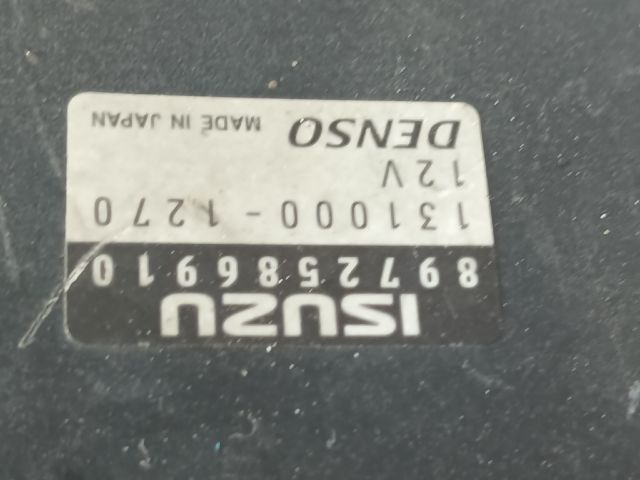 ISUZU
8972586910
131000-1270
12V
DENSO MADE IN JAPAN